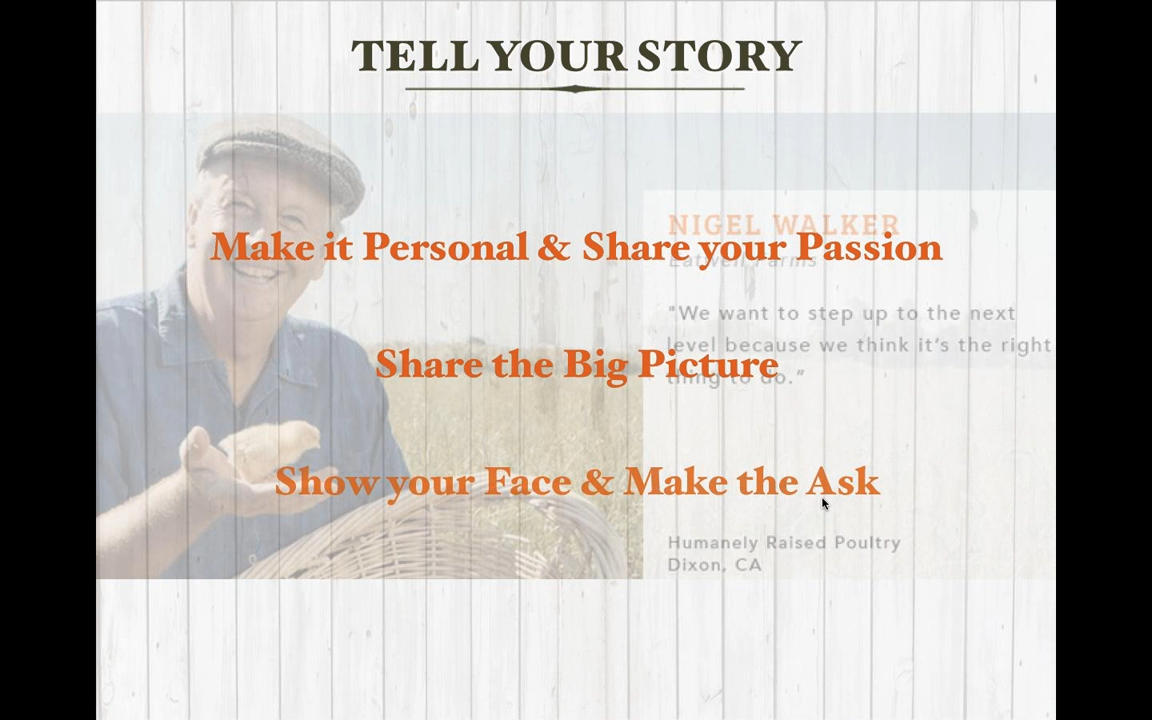 TELL YOUR STORY
NIGEL WALKER
Make it Personal & Share your Passion
Eatwell Farms
"We want to step up to the next
level because we think it's the right
Share the Big Picture
thing to do."
Show your Face & Make the Ask
Humanely Raised Poultry
Dixon, CA